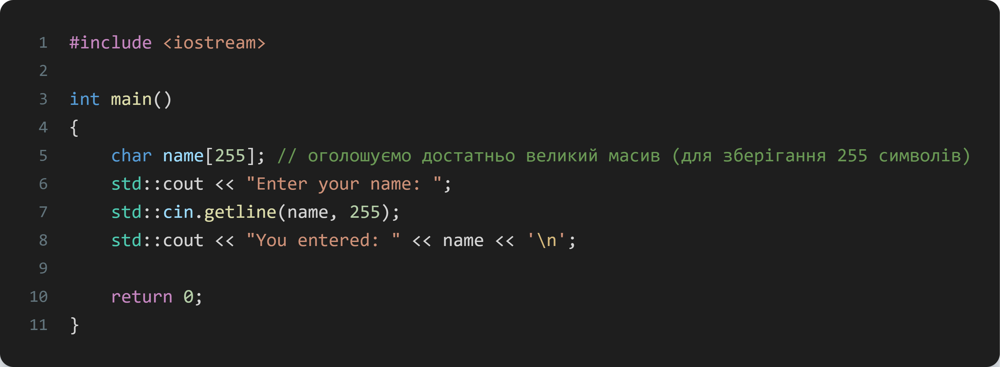 1 #include <iostream>
2
3 int main()
4 {
5     char name[255]; // оголошуємо достатньо великий масив (для зберігання 255 символів)
6     std::cout << "Enter your name: ";
7     std::cin.getline(name, 255);
8     std::cout << "You entered: " << name << '\n';
9
10     return 0;
11 }